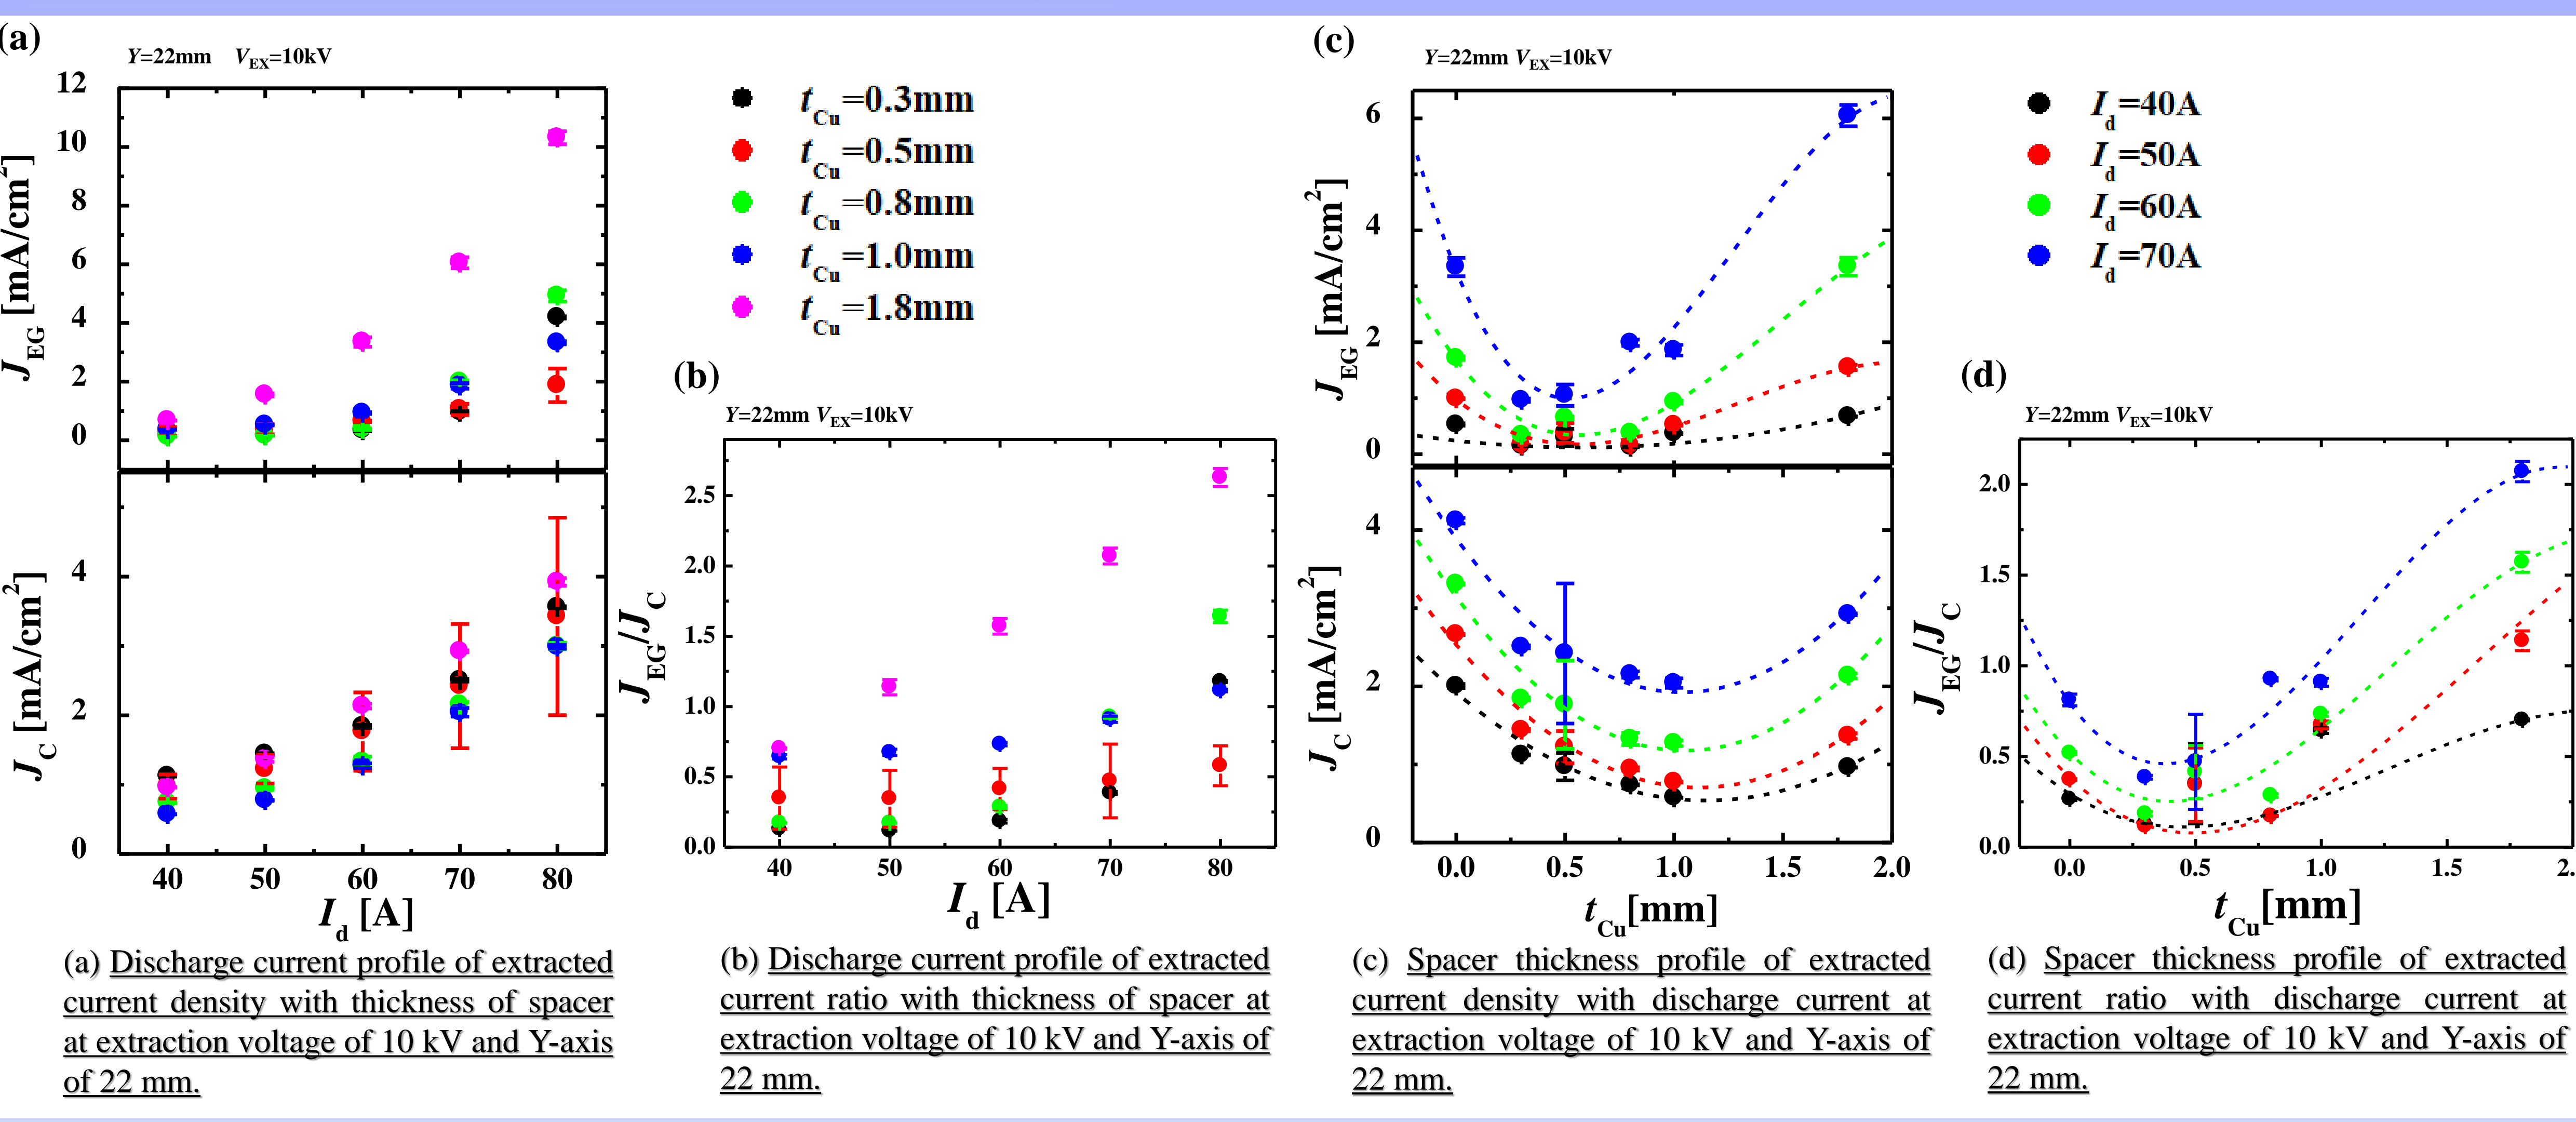 (a)
Y=22mm V_EX=10kV
12
10
8
6
4
2
0
J_EG [mA/cm²]
4
2
0
J_C [mA/cm²]
40 50 60 70 80
I_d [A]
t_Cu=0.3mm
t_Cu=0.5mm
t_Cu=0.8mm
t_Cu=1.0mm
t_Cu=1.8mm
(b)
Y=22mm V_EX=10kV
2.5
2.0
1.5
1.0
0.5
0.0
J_EG/J_C
40 50 60 70 80
I_d [A]
(c)
Y=22mm V_EX=10kV
6
4
2
0
J_EG [mA/cm²]
4
2
0
J_C [mA/cm²]
0.0 0.5 1.0 1.5 2.0
t_Cu[mm]
I_d=40A
I_d=50A
I_d=60A
I_d=70A
(d)
Y=22mm V_EX=10kV
2.0
1.5
1.0
0.5
0.0
J_EG/J_C
0.0 0.5 1.0 1.5 2.
t_Cu[mm]
(a) Discharge current profile of extracted
current density with thickness of spacer
at extraction voltage of 10 kV and Y-axis
of 22 mm.
(b) Discharge current profile of extracted
current ratio with thickness of spacer at
extraction voltage of 10 kV and Y-axis of
22 mm.
(c) Spacer thickness profile of extracted
current density with discharge current at
extraction voltage of 10 kV and Y-axis of
22 mm.
(d) Spacer thickness profile of extracted
current ratio with discharge current at
extraction voltage of 10 kV and Y-axis of
22 mm.